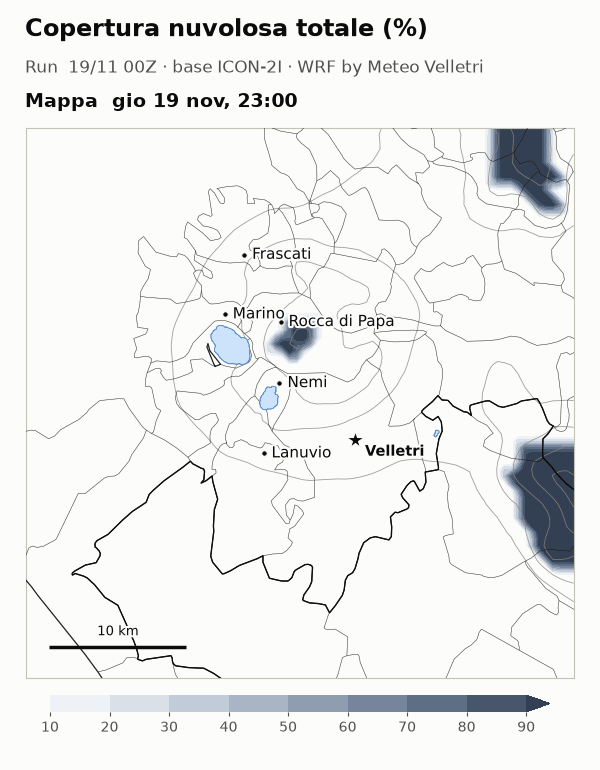 Copertura nuvolosa totale (%)
Run  19/11 00Z · base ICON-2I · WRF by Meteo Velletri
Mappa  gio 19 nov, 23:00
Frascati
Marino
Rocca di Papa
Nemi
Velletri
Lanuvio
10 km
10 20 30 40 50 60 70 80 90